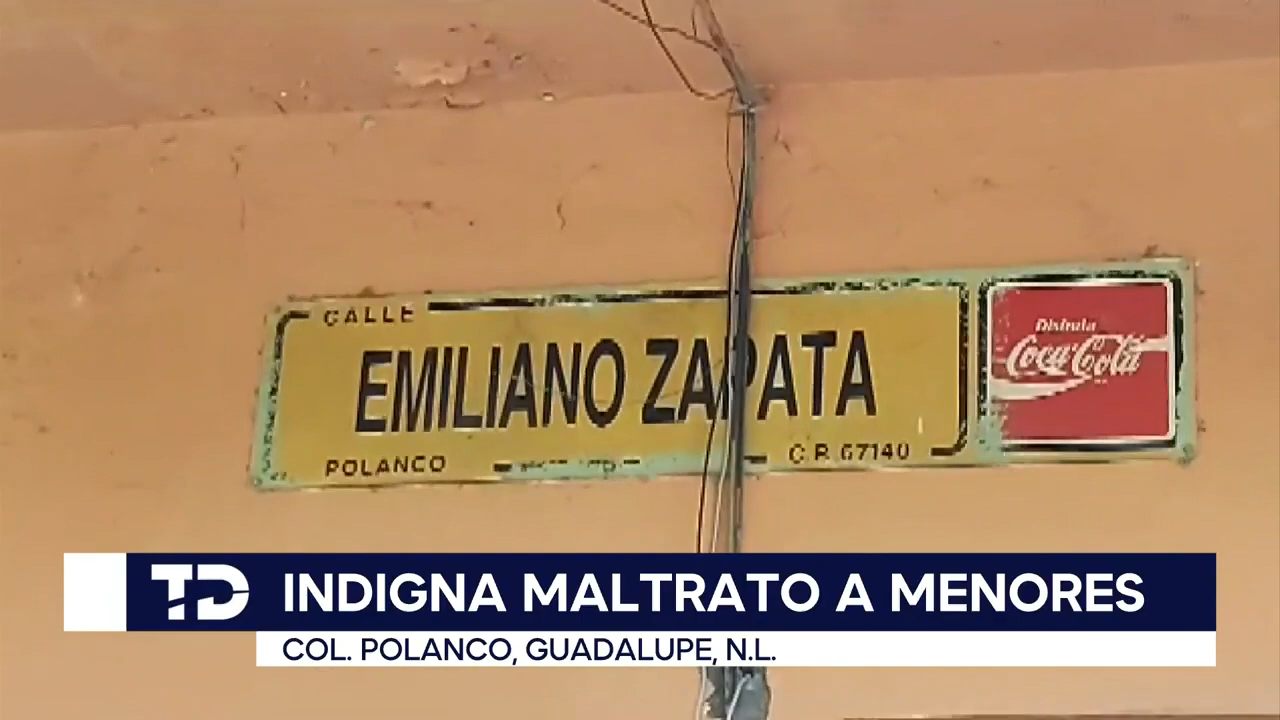 CALLE
EMILIANO ZAPATA
POLANCO
C.P. 67140
Disfruta
Coca-Cola
TD
INDIGNA MALTRATO A MENORES
COL. POLANCO, GUADALUPE, N.L.